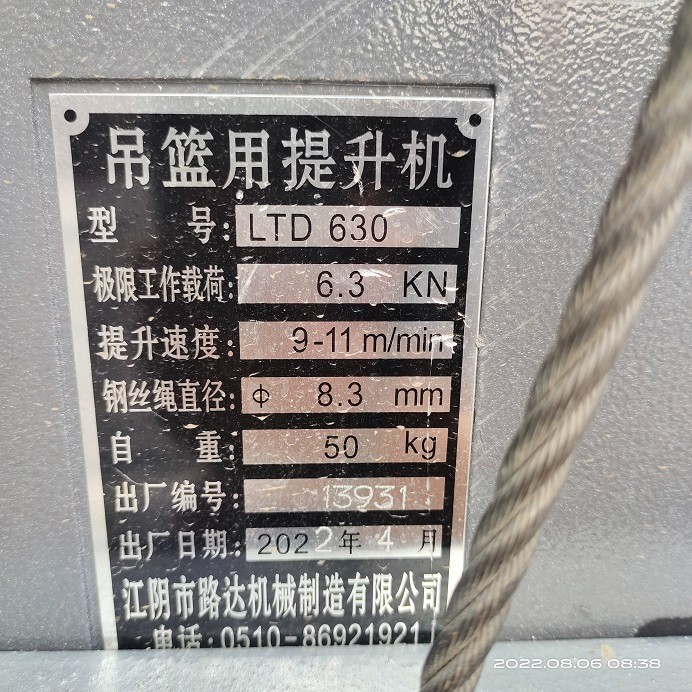 吊篮用提升机
型 号: LTD 630
极限工作载荷: 6.3 KN
提升速度: 9-11 m/min
钢丝绳直径: φ 8.3 mm
自 重: 50 kg
出厂编号: 13931
出厂日期: 2022年 4 月
江阴市路达机械制造有限公司
电话: 0510-86921921
2022.08.06 08:38